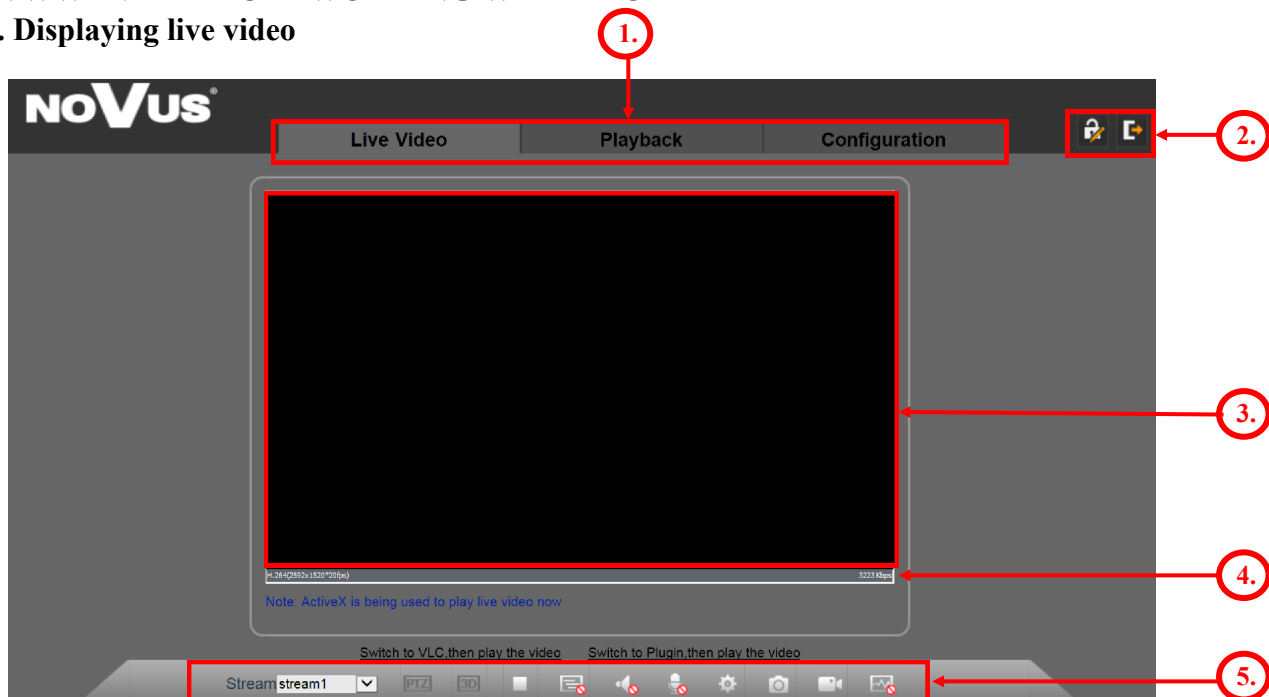 . Displaying live video
1.
NOVUS®
Live Video Playback Configuration
2.
3.
H.264(2592x1520*20fps) 3223 Kbps
4.
Note: ActiveX is being used to play live video now
Switch to VLC,then play the video Switch to Plugin,then play the video
Stream stream1 PTZ 3D
5.